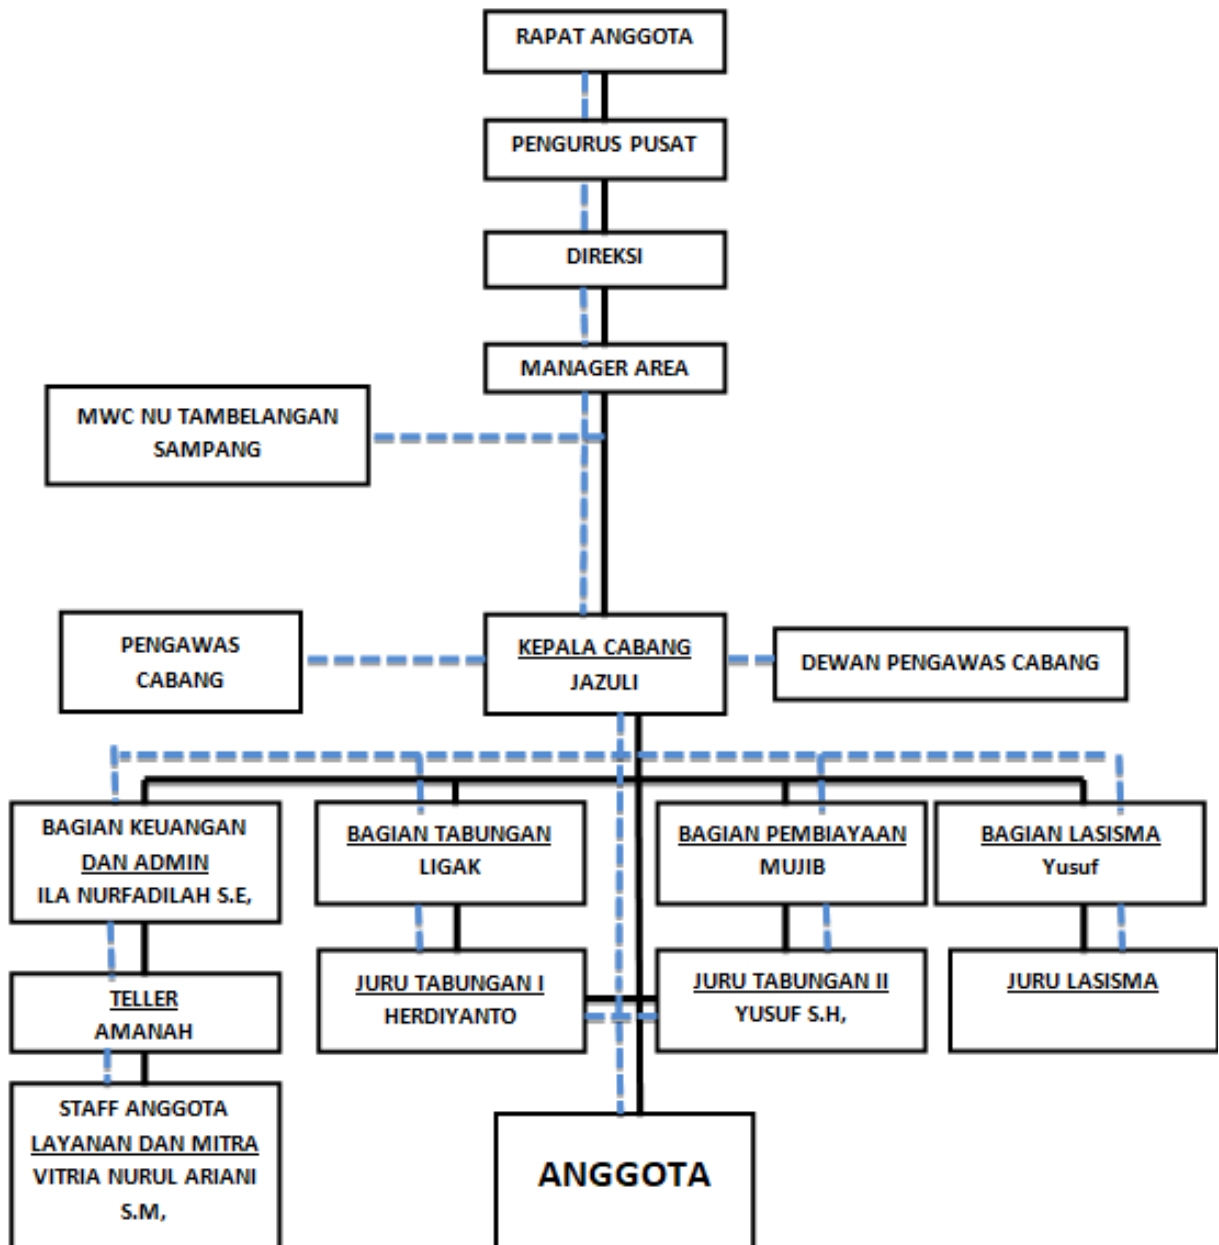 RAPAT ANGGOTA
PENGURUS PUSAT
DIREKSI
MANAGER AREA
MWC NU TAMBELANGAN
SAMPANG
PENGAWAS
CABANG
KEPALA CABANG
JAZULI
DEWAN PENGAWAS CABANG
BAGIAN KEUANGAN
DAN ADMIN
ILA NURFADILAH S.E,
BAGIAN TABUNGAN
LIGAK
BAGIAN PEMBIAYAAN
MUJIB
BAGIAN LASISMA
Yusuf
TELLER
AMANAH
JURU TABUNGAN I
HERDIYANTO
JURU TABUNGAN II
YUSUF S.H,
JURU LASISMA
STAFF ANGGOTA
LAYANAN DAN MITRA
VITRIA NURUL ARIANI
S.M,
ANGGOTA